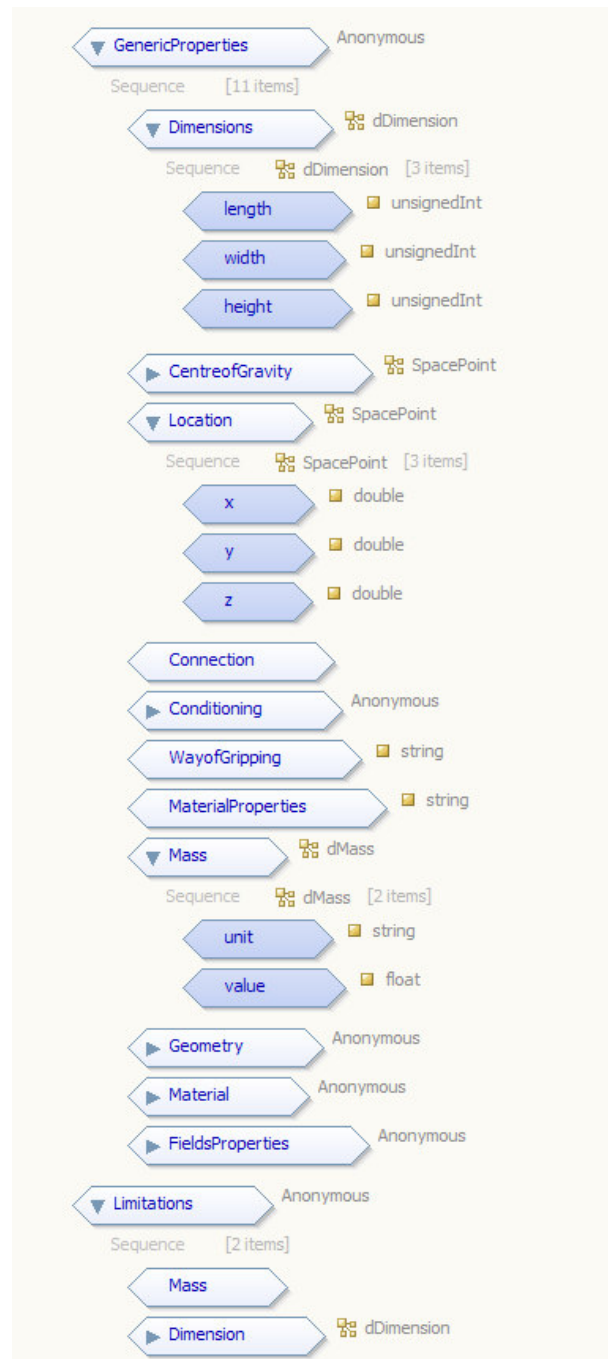 GenericProperties Anonymous
Sequence [11 items]
Dimensions dDimension
Sequence dDimension [3 items]
length unsignedInt
width unsignedInt
height unsignedInt
CentreofGravity SpacePoint
Location SpacePoint
Sequence SpacePoint [3 items]
x double
y double
z double
Connection
Conditioning Anonymous
WayofGripping string
MaterialProperties string
Mass dMass
Sequence dMass [2 items]
unit string
value float
Geometry Anonymous
Material Anonymous
FieldsProperties Anonymous
Limitations Anonymous
Sequence [2 items]
Mass
Dimension dDimension